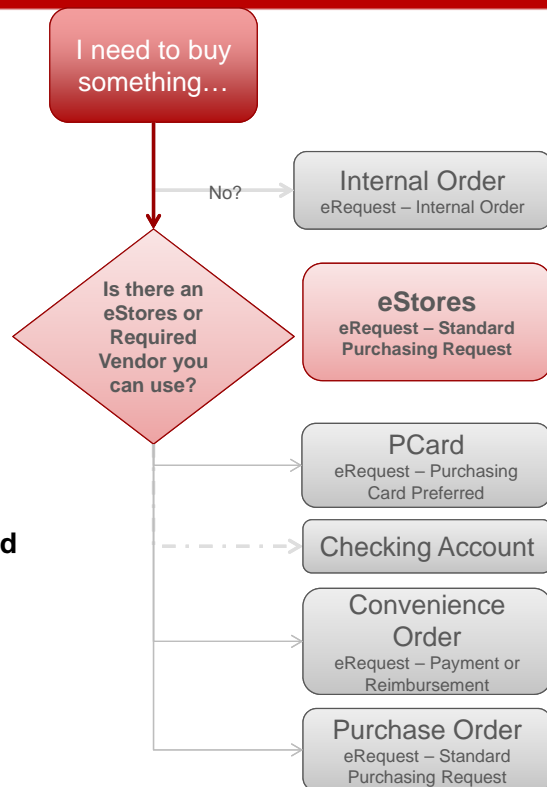 I need to buy
something…
No?
Internal Order
eRequest – Internal Order
Is there an
eStores or
Required
Vendor you
can use?
eStores
eRequest – Standard
Purchasing Request
PCard
eRequest – Purchasing
Card Preferred
d
Checking Account
Convenience
Order
eRequest – Payment or
Reimbursement
Purchase Order
eRequest – Standard
Purchasing Request